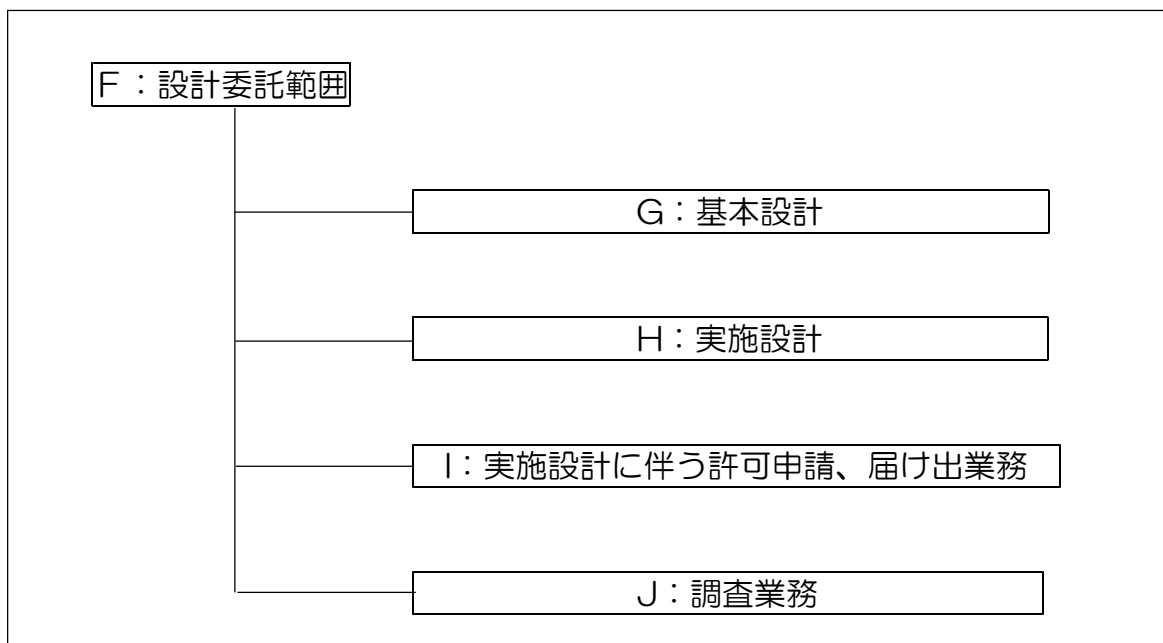 F：設計委託範囲
G：基本設計
H：実施設計
I：実施設計に伴う許可申請、届け出業務
J：調査業務